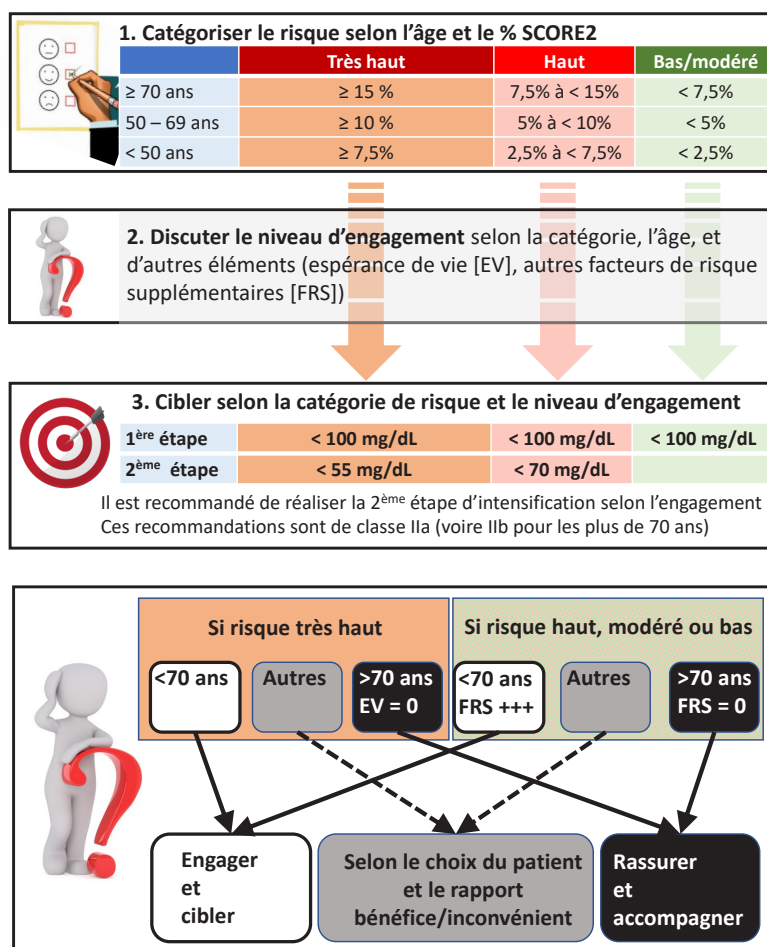 1. Catégoriser le risque selon l'âge et le % SCORE2
Très haut Haut Bas/modéré
≥ 70 ans ≥ 15 % 7,5% à < 15% < 7,5%
50 – 69 ans ≥ 10 % 5% à < 10% < 5%
< 50 ans ≥ 7,5% 2,5% à < 7,5% < 2,5%
2. Discuter le niveau d'engagement selon la catégorie, l'âge, et
d'autres éléments (espérance de vie [EV], autres facteurs de risque
supplémentaires [FRS])
3. Cibler selon la catégorie de risque et le niveau d'engagement
1ère étape < 100 mg/dL < 100 mg/dL < 100 mg/dL
2ème étape < 55 mg/dL < 70 mg/dL
Il est recommandé de réaliser la 2ème étape d'intensification selon l'engagement
Ces recommandations sont de classe IIa (voire IIb pour les plus de 70 ans)
Si risque très haut
Si risque haut, modéré ou bas
<70 ans
Autres
>70 ans
EV = 0
<70 ans
FRS +++
Autres
>70 ans
FRS = 0
Engager
et
cibler
Selon le choix du patient
et le rapport
bénéfice/inconvénient
Rassurer
et
accompagner